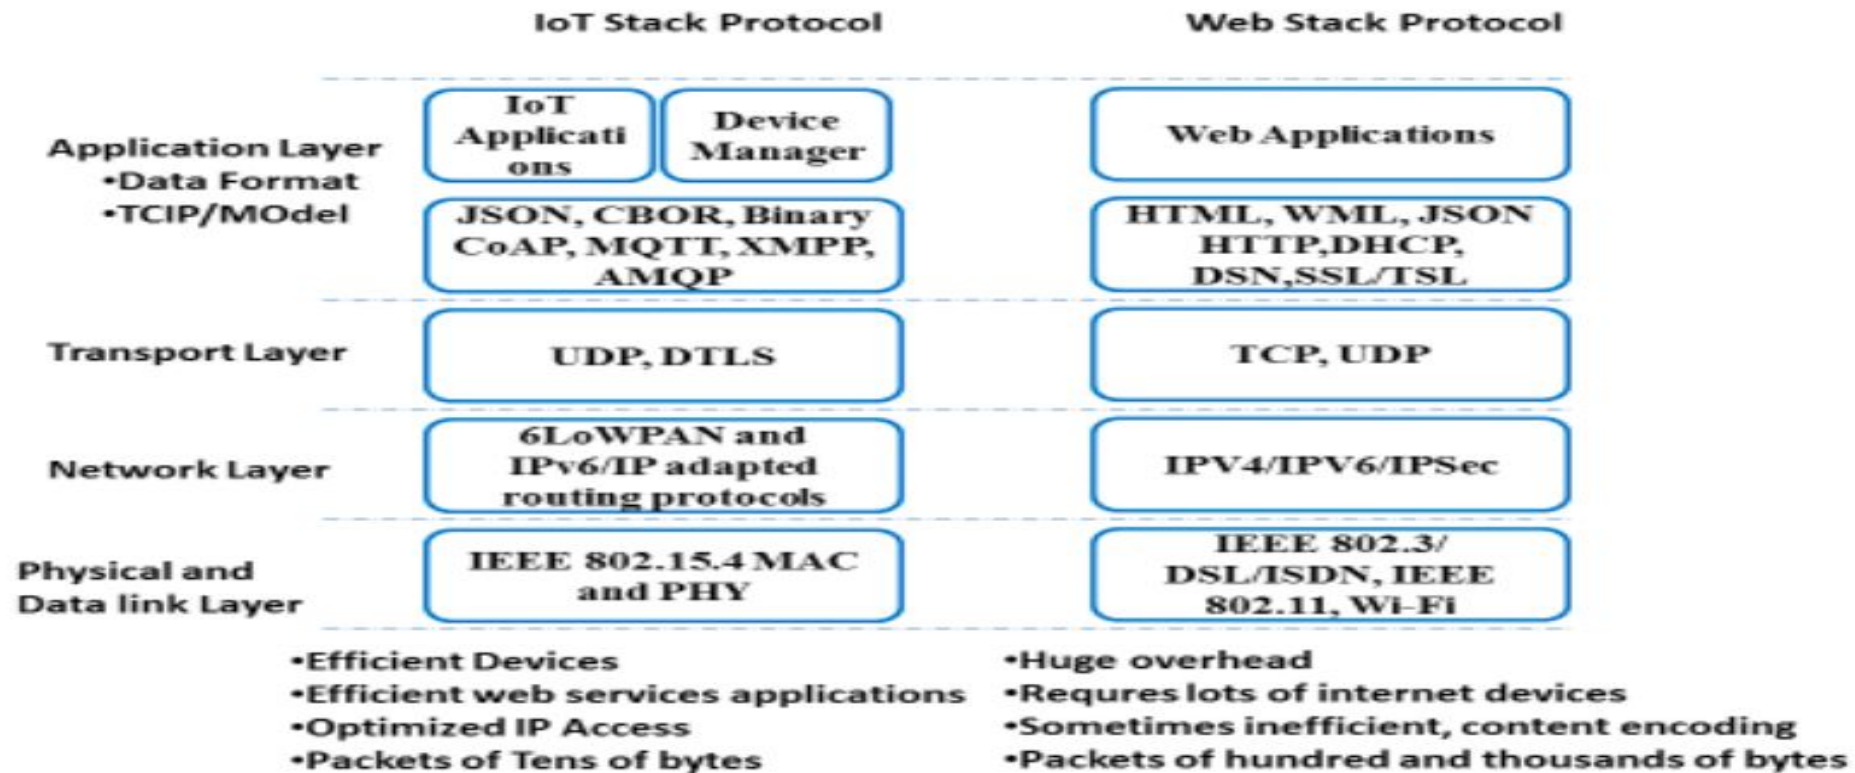 IoT Stack Protocol
Web Stack Protocol
Application Layer
•Data Format
•TCIP/MOdel
IoT
Applicati
ons
Device
Manager
Web Applications
JSON, CBOR, Binary
CoAP, MQTT, XMPP,
AMQP
HTML, WML, JSON
HTTP,DHCP,
DSN,SSL/TSL
Transport Layer
UDP, DTLS
TCP, UDP
Network Layer
6LoWPAN and
IPv6/IP adapted
routing protocols
IPV4/IPV6/IPSec
Physical and
Data link Layer
IEEE 802.15.4 MAC
and PHY
IEEE 802.3/
DSL/ISDN, IEEE
802.11, Wi-Fi
•Efficient Devices
•Efficient web services applications
•Optimized IP Access
•Packets of Tens of bytes
•Huge overhead
•Requres lots of internet devices
•Sometimes inefficient, content encoding
•Packets of hundred and thousands of bytes